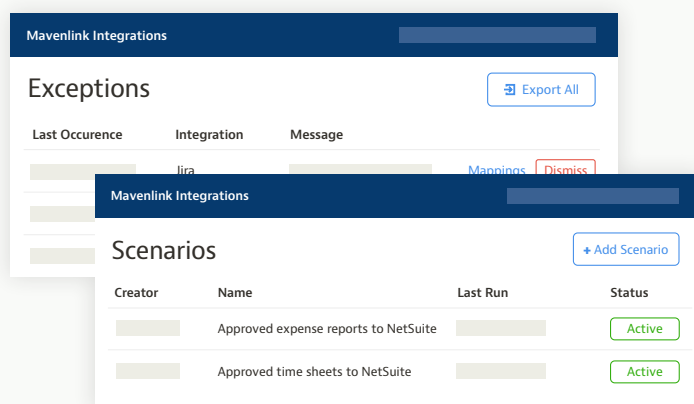 Mavenlink Integrations
Exceptions
Export All
Last Occurence Integration Message
Jira Mappings Dismiss
Mavenlink Integrations
Scenarios
+ Add Scenario
Creator Name Last Run Status
Approved expense reports to NetSuite Active
Approved time sheets to NetSuite Active